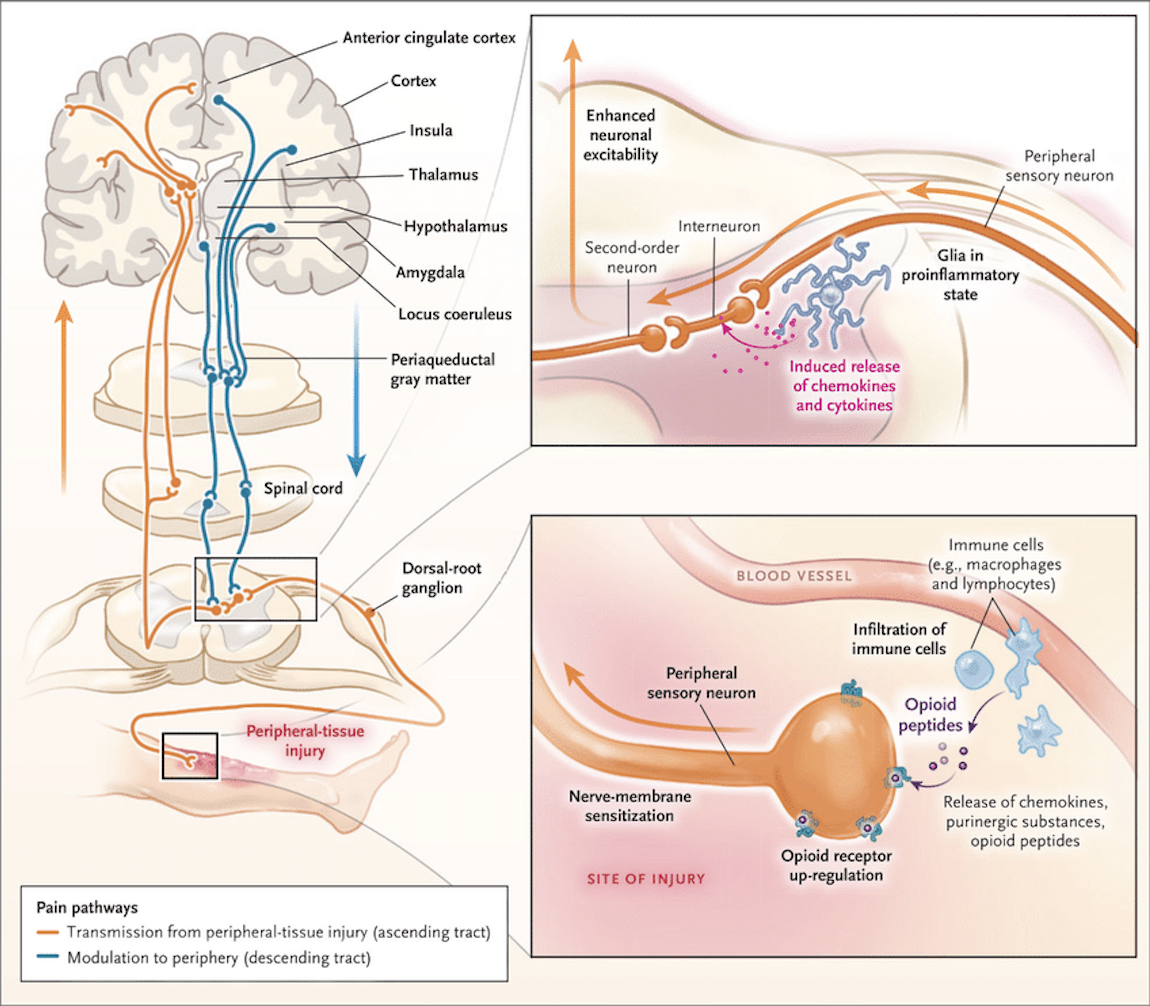 Anterior cingulate cortex
Cortex
Insula
Thalamus
Hypothalamus
Amygdala
Locus coeruleus
Periaqueductal
gray matter
Spinal cord
Dorsal-root
ganglion
Peripheral-tissue
injury
Pain pathways
Transmission from peripheral-tissue injury (ascending tract)
Modulation to periphery (descending tract)
Enhanced
neuronal
excitability
Peripheral
sensory neuron
Interneuron
Second-order
neuron
Glia in
proinflammatory
state
Induced release
of chemokines
and cytokines
BLOOD VESSEL
Immune cells
(e.g., macrophages
and lymphocytes)
Infiltration of
immune cells
Peripheral
sensory neuron
Opioid
peptides
Nerve-membrane
sensitization
Release of chemokines,
purinergic substances,
opioid peptides
Opioid receptor
up-regulation
SITE OF INJURY